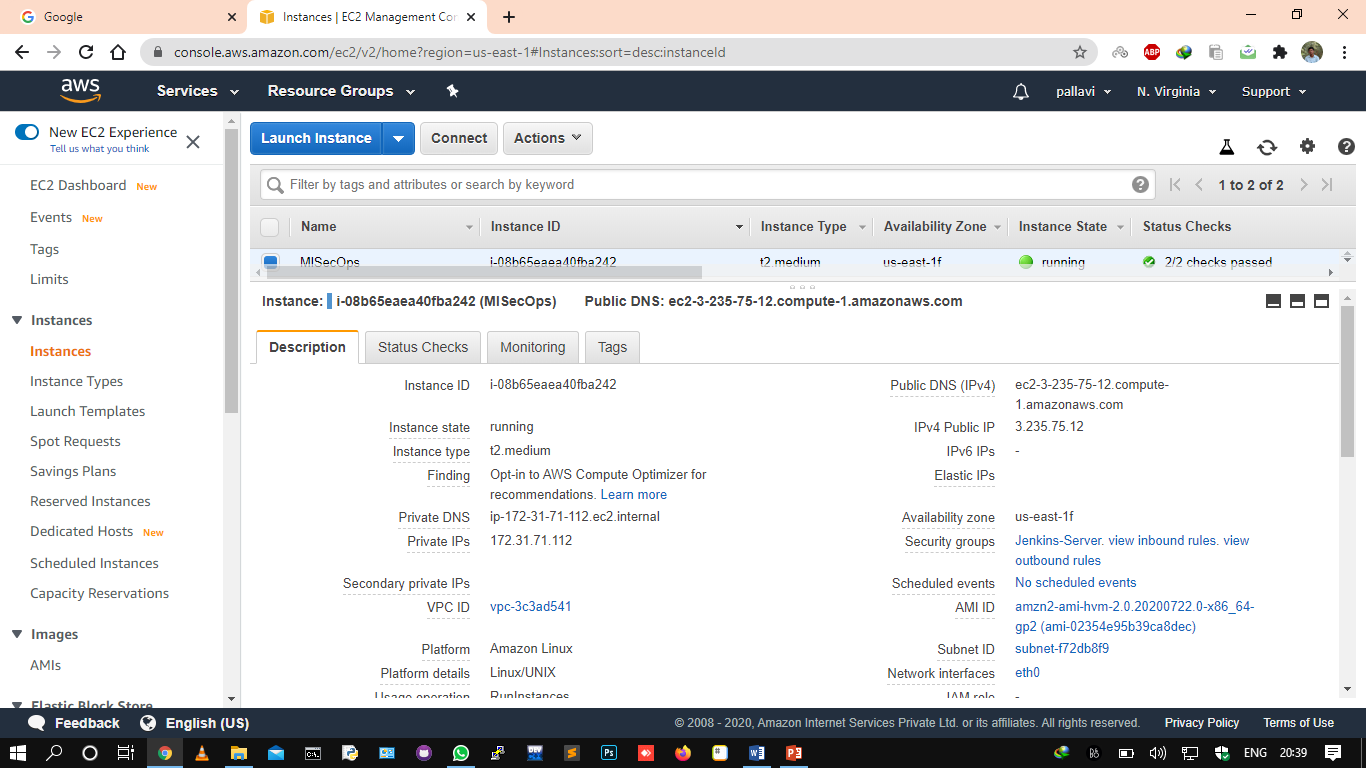 Google
Instances | EC2 Management Con
console.aws.amazon.com/ec2/v2/home?region=us-east-1#Instances:sort=desc:instanceId
ABP
aws
Services
Resource Groups
pallavi
N. Virginia
Support
New EC2 Experience
Tell us what you think
EC2 Dashboard New
Events New
Tags
Limits
Instances
Instances
Instance Types
Launch Templates
Spot Requests
Savings Plans
Reserved Instances
Dedicated Hosts New
Scheduled Instances
Capacity Reservations
Images
AMIs
Elastic Block Store
Launch Instance
Connect
Actions
Filter by tags and attributes or search by keyword
1 to 2 of 2
Name Instance ID Instance Type Availability Zone Instance State Status Checks
MlSecOps i-08b65eaea40fba242 t2.medium us-east-1f running 2/2 checks passed
Instance: i-08b65eaea40fba242 (MlSecOps) Public DNS: ec2-3-235-75-12.compute-1.amazonaws.com
Description Status Checks Monitoring Tags
Instance ID i-08b65eaea40fba242
Instance state running
Instance type t2.medium
Finding Opt-in to AWS Compute Optimizer for
recommendations. Learn more
Private DNS ip-172-31-71-112.ec2.internal
Private IPs 172.31.71.112
Secondary private IPs
VPC ID vpc-3c3ad541
Platform Amazon Linux
Platform details Linux/UNIX
Usage operation RunInstances
Public DNS (IPv4) ec2-3-235-75-12.compute-
1.amazonaws.com
IPv4 Public IP 3.235.75.12
IPv6 IPs -
Elastic IPs
Availability zone us-east-1f
Security groups Jenkins-Server. view inbound rules. view
outbound rules
Scheduled events No scheduled events
AMI ID amzn2-ami-hvm-2.0.20200722.0-x86_64-
gp2 (ami-02354e95b39ca8dec)
Subnet ID subnet-f72db8f9
Network interfaces eth0
IAM role -
Feedback
English (US)
© 2008 - 2020, Amazon Internet Services Private Ltd. or its affiliates. All rights reserved.
Privacy Policy
Terms of Use
ENG
20:39